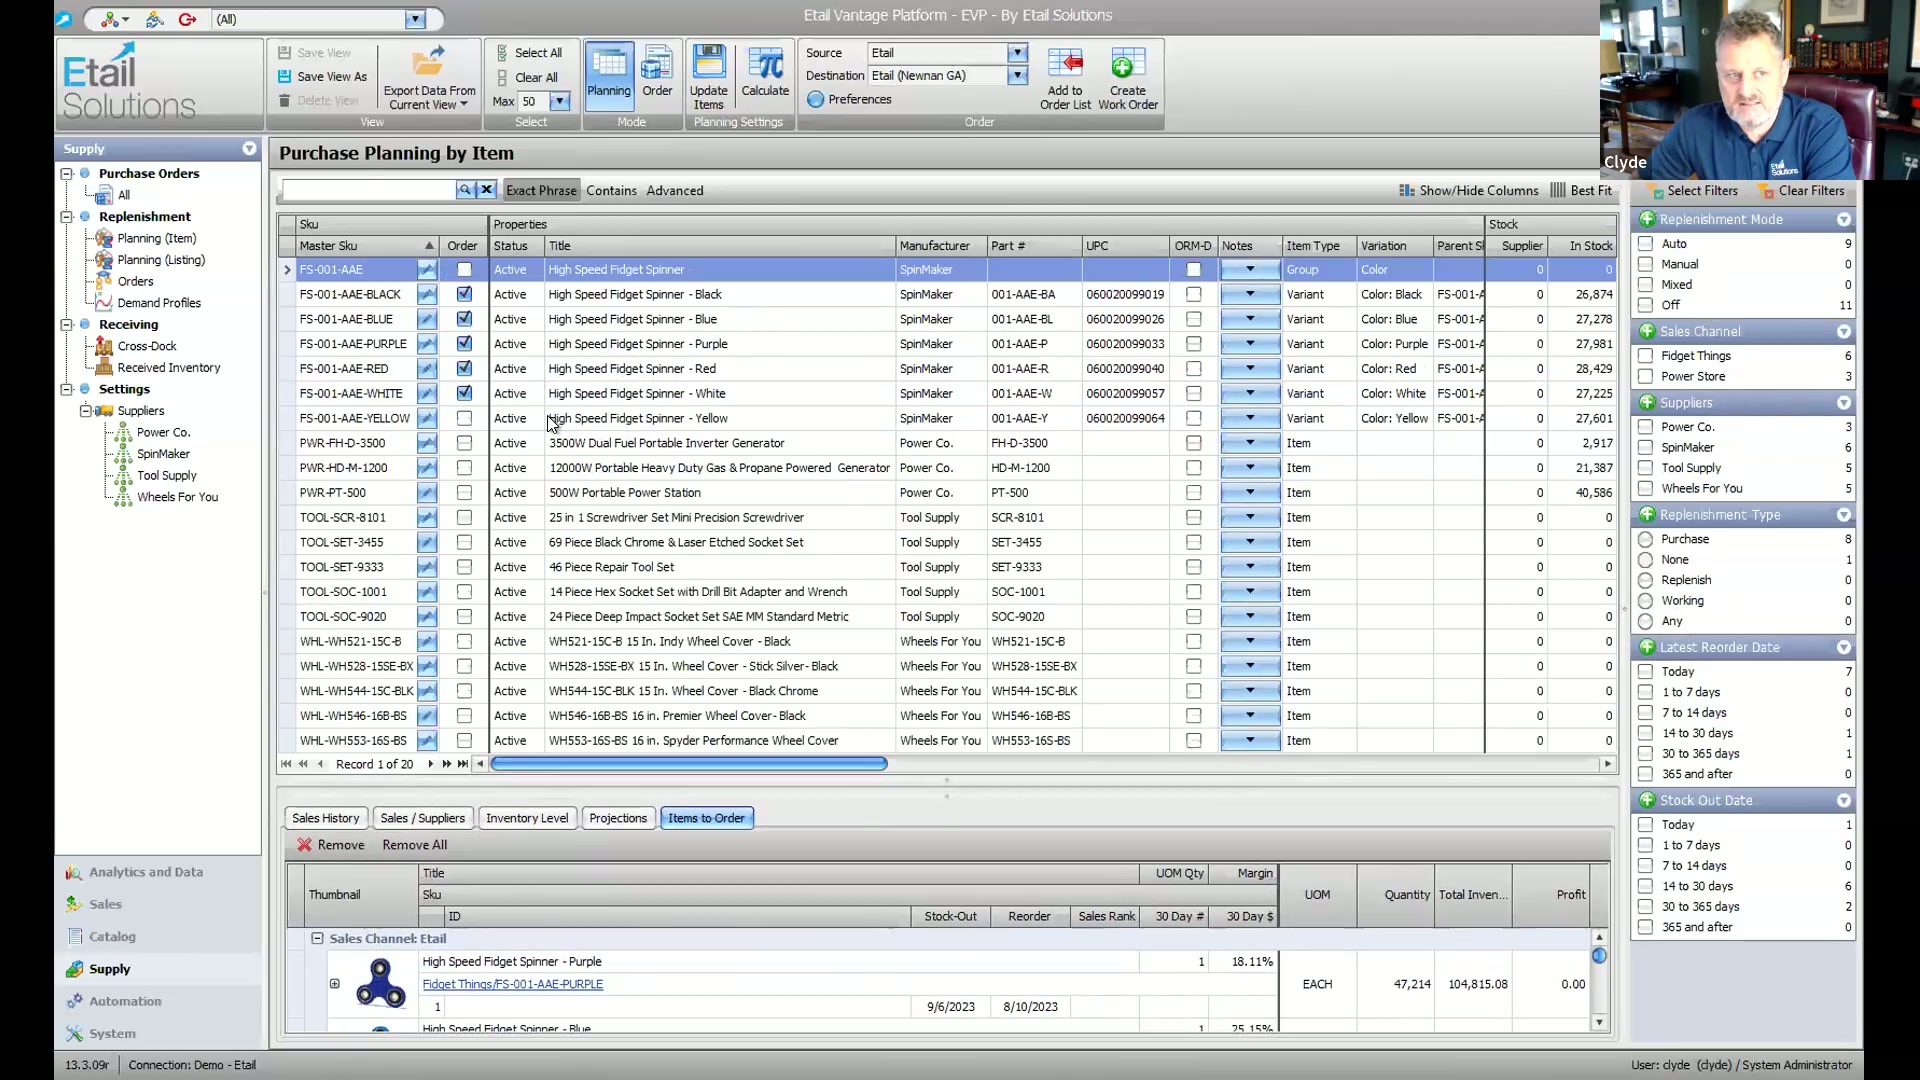 (All)
Etail Vantage Platform - EVP - By Etail Solutions
Etail
Solutions
Save View
Save View As
Delete View
Export Data From
Current View
View
Select All
Clear All
Max 50
Select
Planning
Order
Mode
Update
Items
Calculate
Planning Settings
Source Etail
Destination Etail (Newnan GA)
Preferences
Add to
Order List
Create
Work Order
Order
Clyde
Etail
Solutions
Supply
Purchase Orders
All
Replenishment
Planning (Item)
Planning (Listing)
Orders
Demand Profiles
Receiving
Cross-Dock
Received Inventory
Settings
Suppliers
Power Co.
SpinMaker
Tool Supply
Wheels For You
Analytics and Data
Sales
Catalog
Supply
Automation
System
Purchase Planning by Item
Exact Phrase Contains Advanced
Show/Hide Columns Best Fit
Sku Properties Stock
Master Sku Order Status Title Manufacturer Part # UPC ORM-D Notes Item Type Variation Parent Sk Supplier In Stock
FS-001-AAE Active High Speed Fidget Spinner SpinMaker Group Color 0 0
FS-001-AAE-BLACK Active High Speed Fidget Spinner - Black SpinMaker 001-AAE-BA 060020099019 Variant Color: Black FS-001-A 0 26,874
FS-001-AAE-BLUE Active High Speed Fidget Spinner - Blue SpinMaker 001-AAE-BL 060020099026 Variant Color: Blue FS-001-A 0 27,278
FS-001-AAE-PURPLE Active High Speed Fidget Spinner - Purple SpinMaker 001-AAE-P 060020099033 Variant Color: Purple FS-001-A 0 27,981
FS-001-AAE-RED Active High Speed Fidget Spinner - Red SpinMaker 001-AAE-R 060020099040 Variant Color: Red FS-001-A 0 28,429
FS-001-AAE-WHITE Active High Speed Fidget Spinner - White SpinMaker 001-AAE-W 060020099057 Variant Color: White FS-001-A 0 27,225
FS-001-AAE-YELLOW Active High Speed Fidget Spinner - Yellow SpinMaker 001-AAE-Y 060020099064 Variant Color: Yellow FS-001-A 0 27,601
PWR-FH-D-3500 Active 3500W Dual Fuel Portable Inverter Generator Power Co. FH-D-3500 Item 0 2,917
PWR-HD-M-1200 Active 12000W Portable Heavy Duty Gas & Propane Powered Generator Power Co. HD-M-1200 Item 0 21,387
PWR-PT-500 Active 500W Portable Power Station Power Co. PT-500 Item 0 40,586
TOOL-SCR-8101 Active 25 in 1 Screwdriver Set Mini Precision Screwdriver Tool Supply SCR-8101 Item 0 0
TOOL-SET-3455 Active 69 Piece Black Chrome & Laser Etched Socket Set Tool Supply SET-3455 Item 0 0
TOOL-SET-9333 Active 46 Piece Repair Tool Set Tool Supply SET-9333 Item 0 0
TOOL-SOC-1001 Active 14 Piece Hex Socket Set with Drill Bit Adapter and Wrench Tool Supply SOC-1001 Item 0 0
TOOL-SOC-9020 Active 24 Piece Deep Impact Socket Set SAE MM Standard Metric Tool Supply SOC-9020 Item 0 0
WHL-WH521-15C-B Active WH521-15C-B 15 In. Indy Wheel Cover - Black Wheels For You WH521-15C-B Item 0 0
WHL-WH528-15SE-BX Active WH528-15SE-BX 15 In. Wheel Cover - Stick Silver- Black Wheels For You WH528-15SE-BX Item 0 0
WHL-WH544-15C-BLK Active WH544-15C-BLK 15 In. Wheel Cover - Black Chrome Wheels For You WH544-15C-BLK Item 0 0
WHL-WH546-16B-BS Active WH546-16B-BS 16 in. Premier Wheel Cover- Black Wheels For You WH546-16B-BS Item 0 0
WHL-WH553-16S-BS Active WH553-16S-BS 16 in. Spyder Performance Wheel Cover Wheels For You WH553-16S-BS Item 0 0
Record 1 of 20
Sales History Sales / Suppliers Inventory Level Projections Items to Order
Remove Remove All
Thumbnail Title UOM Qty Margin UOM Quantity Total Inven... Profit
Sku
ID Stock-Out Reorder Sales Rank 30 Day # 30 Day $
Sales Channel: Etail
High Speed Fidget Spinner - Purple 1 18.11%
Fidget Things/FS-001-AAE-PURPLE EACH 47,214 104,815.08 0.00
1 9/6/2023 8/10/2023
High Speed Fidget Spinner - Blue 1 25.15%
Select Filters Clear Filters
Replenishment Mode
Auto 9
Manual 2
Mixed 2
Off 11
Sales Channel
Fidget Things 6
Power Store 3
Suppliers
Power Co. 3
SpinMaker 6
Tool Supply 5
Wheels For You 5
Replenishment Type
Purchase 8
None 1
Replenish 0
Working 0
Any 0
Latest Reorder Date
Today 7
1 to 7 days 0
7 to 14 days 0
14 to 30 days 1
30 to 365 days 1
365 and after 0
Stock Out Date
Today 1
1 to 7 days 0
7 to 14 days 0
14 to 30 days 6
30 to 365 days 2
365 and after 0
13.3.09r Connection: Demo - Etail
User: clyde (clyde) / System Administrator